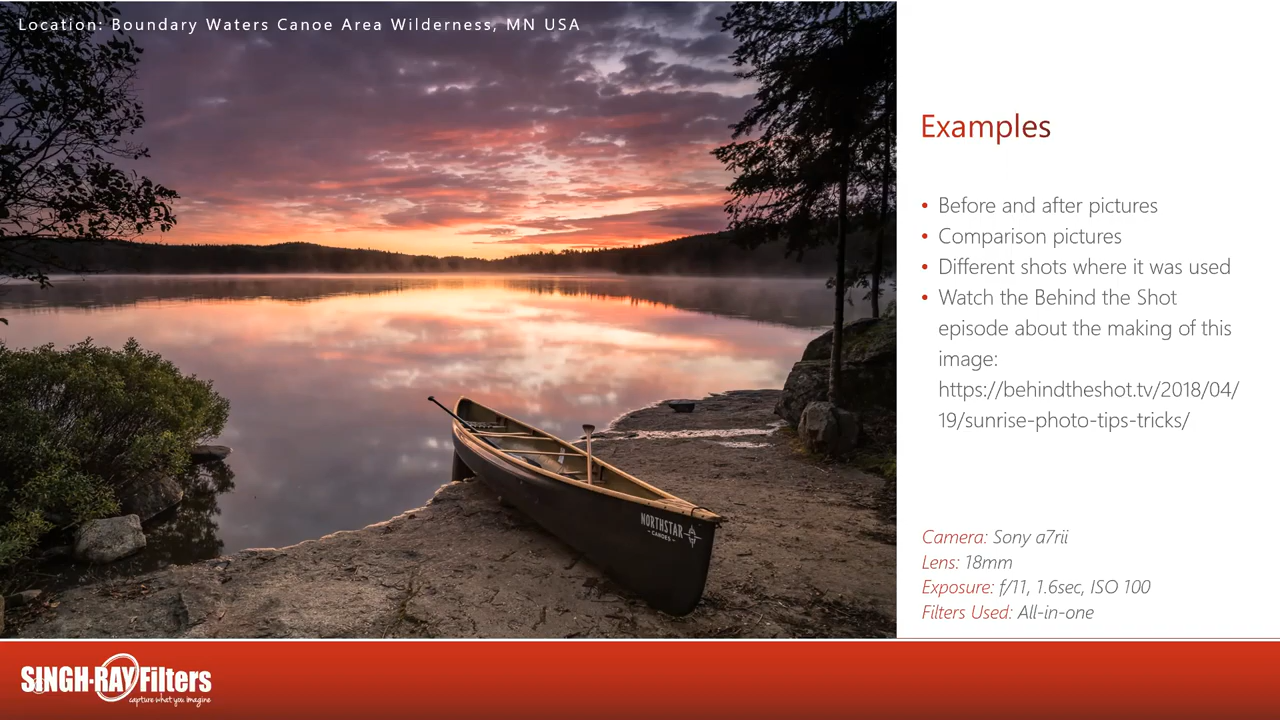 Location: Boundary Waters Canoe Area Wilderness, MN USA
Examples
• Before and after pictures
• Comparison pictures
• Different shots where it was used
• Watch the Behind the Shot
episode about the making of this
image:
https://behindtheshot.tv/2018/04/
19/sunrise-photo-tips-tricks/
NORTHSTAR
CANOES
Camera: Sony a7rii
Lens: 18mm
Exposure: f/11, 1.6sec, ISO 100
Filters Used: All-in-one
SINGH-RAY Filters
capture what you imagine